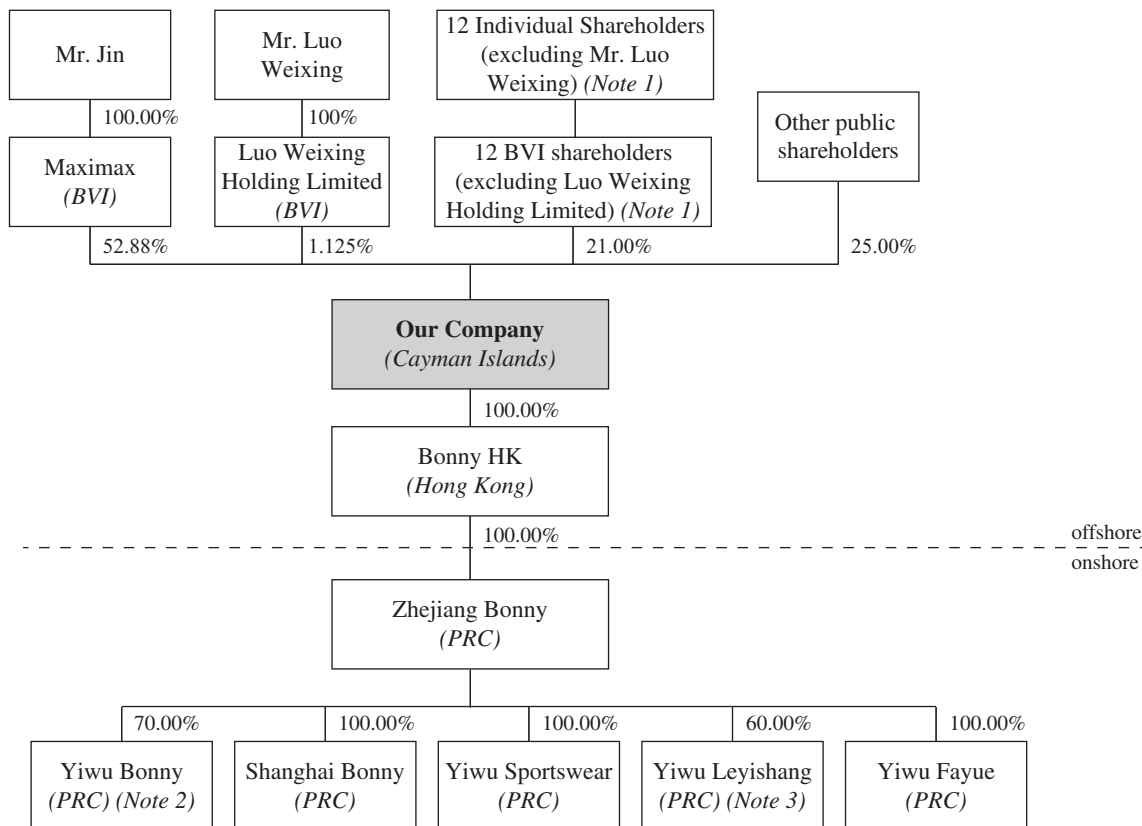 Mr. Jin
Mr. Luo
Weixing
12 Individual Shareholders
(excluding Mr. Luo
Weixing) (Note 1)
100.00%
100%
Other public
shareholders
Maximax
(BVI)
Luo Weixing
Holding Limited
(BVI)
12 BVI shareholders
(excluding Luo Weixing
Holding Limited) (Note 1)
52.88%
1.125%
21.00%
25.00%
Our Company
(Cayman Islands)
100.00%
Bonny HK
(Hong Kong)
100.00%
offshore
onshore
Zhejiang Bonny
(PRC)
70.00%
100.00%
100.00%
60.00%
100.00%
Yiwu Bonny
(PRC) (Note 2)
Shanghai Bonny
(PRC)
Yiwu Sportswear
(PRC)
Yiwu Leyishang
(PRC) (Note 3)
Yiwu Fayue
(PRC)